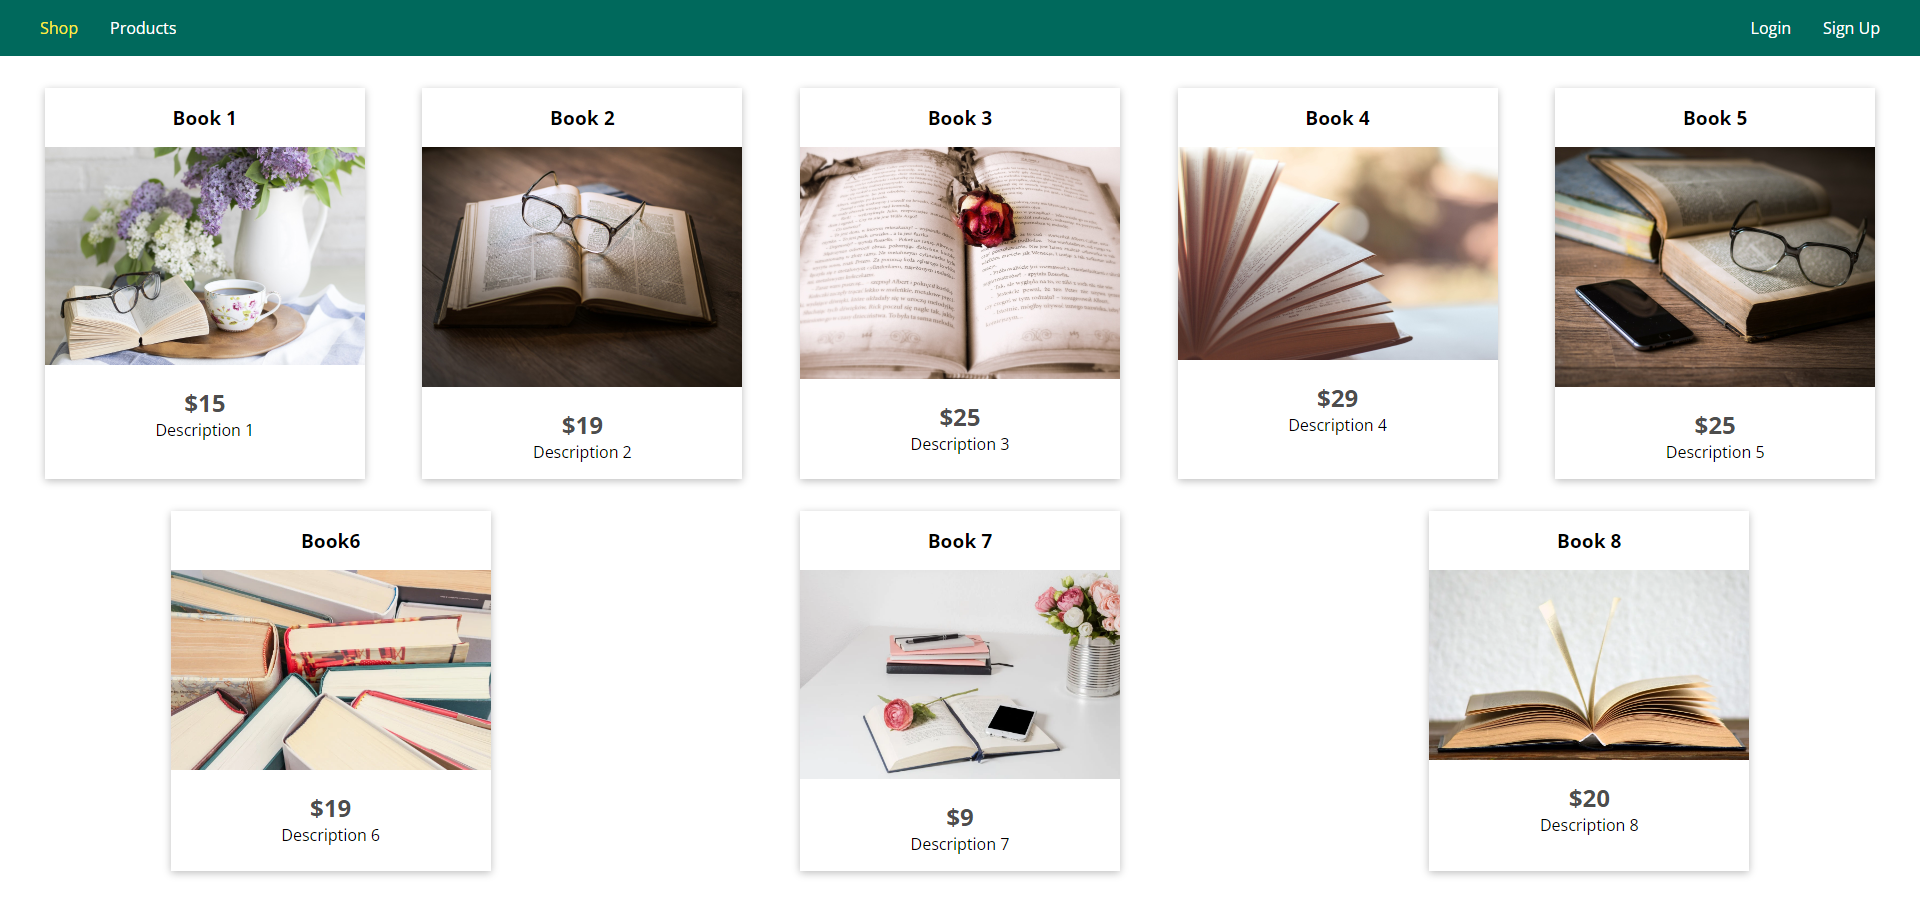 Shop Products Login Sign Up
Book 1 Book 2 Book 3 Book 4 Book 5
$15 $19 $25 $29 $25
Description 1 Description 2 Description 3 Description 4 Description 5
Book6 Book 7 Book 8
$19 $9 $20
Description 6 Description 7 Description 8